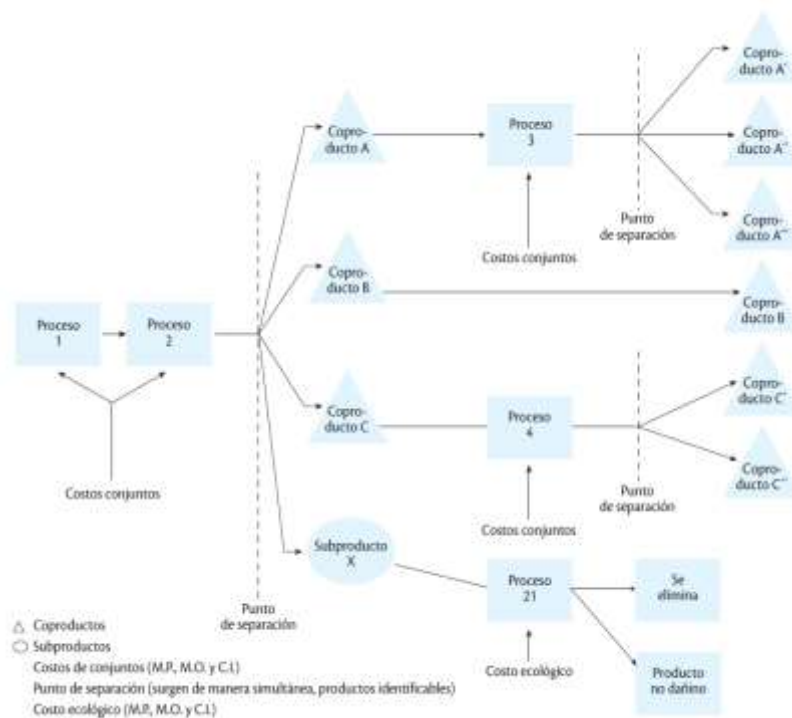 Copro-
ducto A'
Copro-
ducto A
Proceso
3
Copro-
ducto A''
Copro-
ducto A'''
Punto
de separación
Costos conjuntos
Copro-
ducto B
Copro-
ducto B
Proceso
1
Proceso
2
Copro-
ducto C'
Copro-
ducto C
Proceso
4
Copro-
ducto C''
Costos conjuntos
Punto
de separación
Costos conjuntos
Subproducto
X
Proceso
21
Se
elimina
Punto
de separación
Costo ecológico
Producto
no dañino
Coproductos
Subproductos
Costos de conjuntos (M.P., M.O. y C.I.)
Punto de separación (surgen de manera simultánea, productos identificables)
Costo ecológico (M.P., M.O. y C.I.)